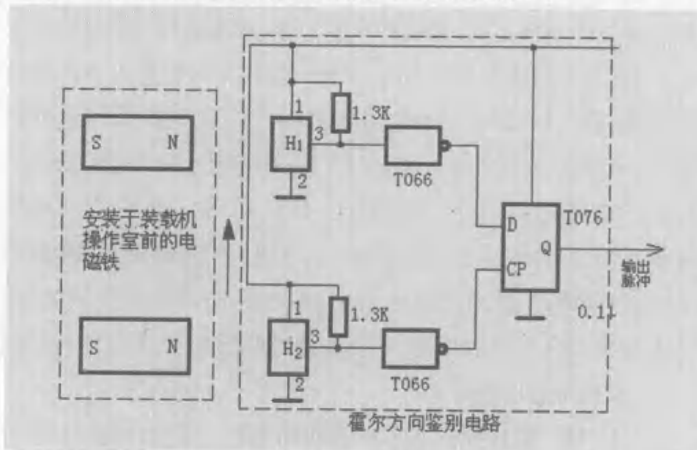 S N
安装于装载机
操作室前的电
磁铁
S N
1
1.3K
H1
3
2
T066
T076
D
Q
CP
输出
脉冲
1
1.3K
H2
3
2
T066
霍尔方向鉴别电路